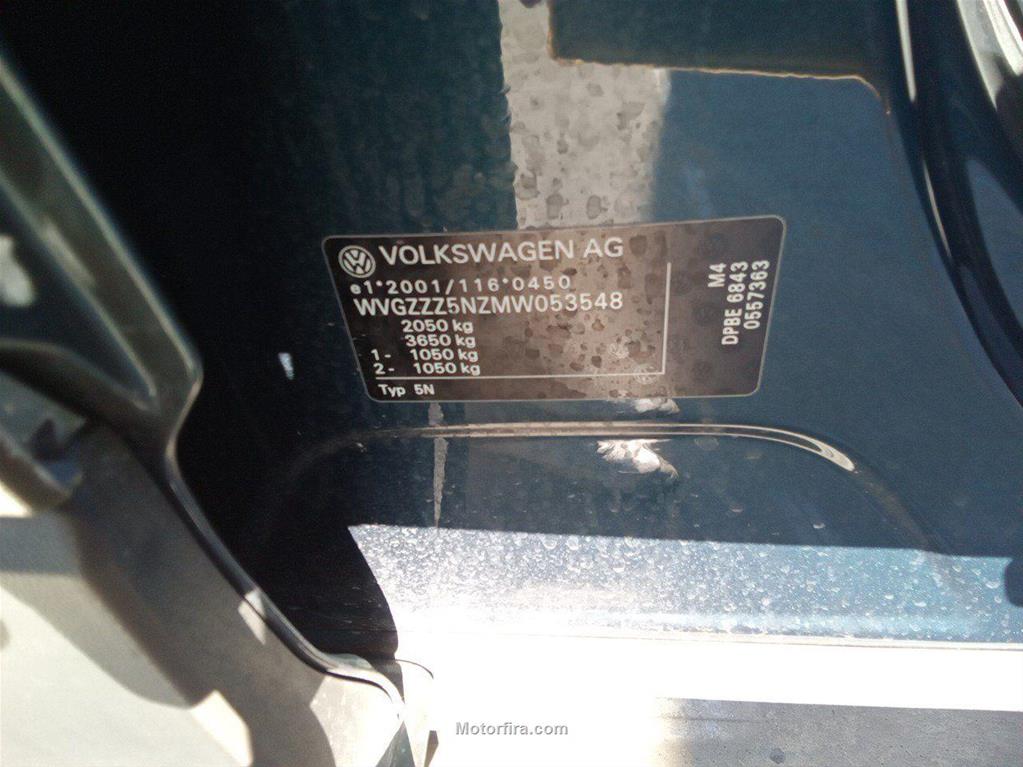 VOLKSWAGEN AG
e1*2001/116*0450
WVGZZZ5NZMW053548
2050 kg
3650 kg
1- 1050 kg
2- 1050 kg
Typ 5N
M4
DPBE 6843
0557363
Motorfira.com